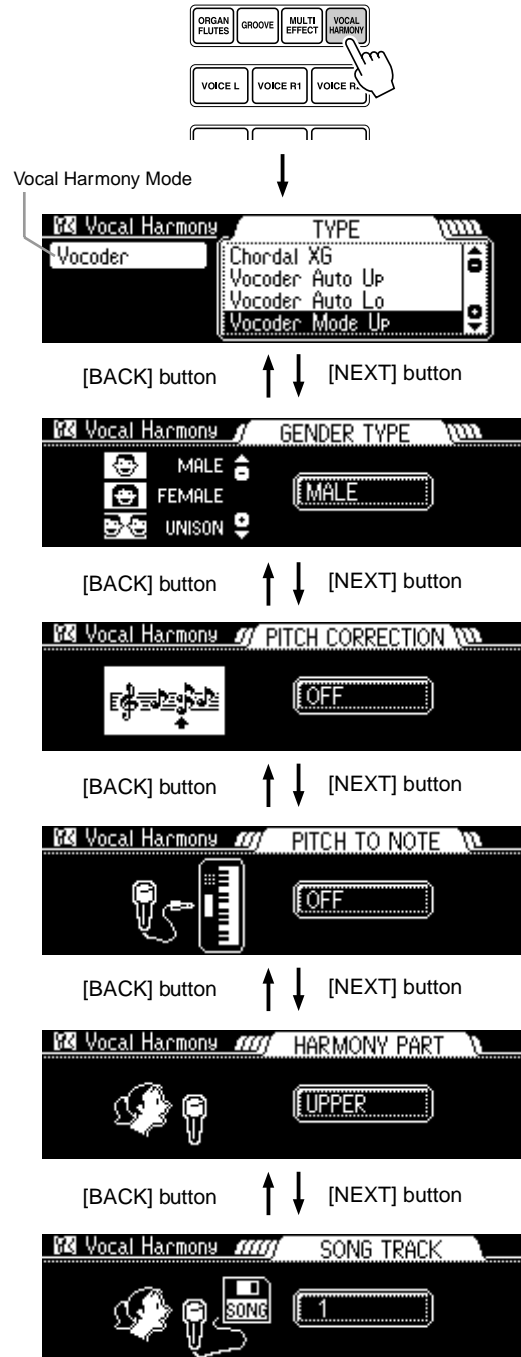 ORGAN FLUTES GROOVE MULTI EFFECT VOCAL HARMONY
VOICE L VOICE R1 VOICE
Vocal Harmony Mode
Vocal Harmony TYPE
Vocoder
Chordal XG
Vocoder Auto Up
Vocoder Auto Lo
Vocoder Mode Up
[BACK] button [NEXT] button
Vocal Harmony GENDER TYPE
MALE
FEMALE
UNISON
MALE
[BACK] button [NEXT] button
Vocal Harmony PITCH CORRECTION
OFF
[BACK] button [NEXT] button
Vocal Harmony PITCH TO NOTE
OFF
[BACK] button [NEXT] button
Vocal Harmony HARMONY PART
UPPER
[BACK] button [NEXT] button
Vocal Harmony SONG TRACK
SONG
1